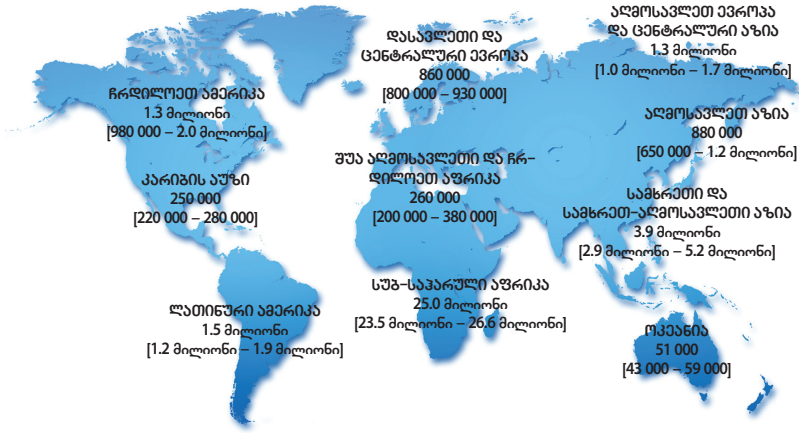 აღმოსავლეთ ევროპა
და ცენტრალური აზია
1.3 მილიონი
[1.0 მილიონი – 1.7 მილიონი]
დასავლეთი და
ცენტრალური ევროპა
860 000
[800 000 – 930 000]
ჩრდილოეთ ამერიკა
1.3 მილიონი
[980 000 – 2.0 მილიონი]
აღმოსავლეთ აზია
880 000
[650 000 – 1.2 მილიონი]
შუა აღმოსავლეთი და ჩრ-
დილოეთ აფრიკა
260 000
[200 000 – 380 000]
კარიბის აუზი
250 000
[220 000 – 280 000]
სამხრეთი და
სამხრეთ-აღმოსავლეთი აზია
3.9 მილიონი
[2.9 მილიონი – 5.2 მილიონი]
სუბ-საჰარული აფრიკა
25.0 მილიონი
[23.5 მილიონი – 26.6 მილიონი]
ლათინური ამერიკა
1.5 მილიონი
[1.2 მილიონი – 1.9 მილიონი]
ოკეანია
51 000
[43 000 – 59 000]